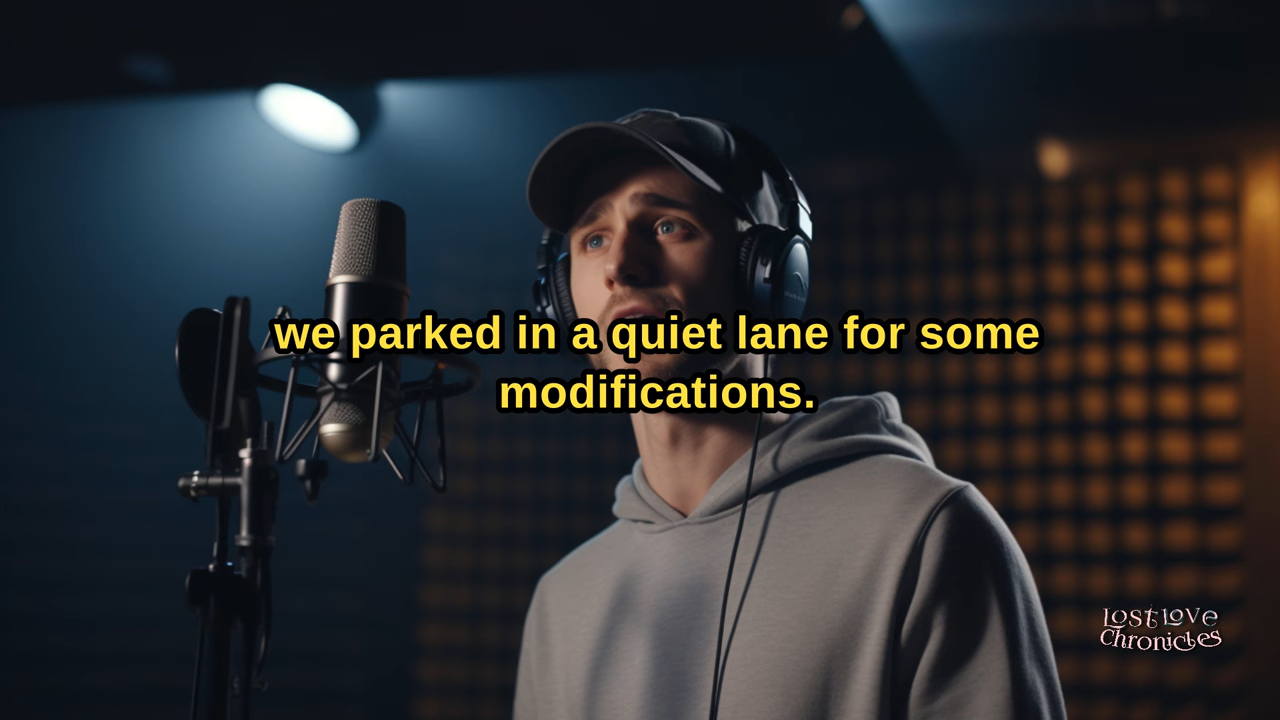 we parked in a quiet lane for some
modifications.
Lost Love
Chronicles